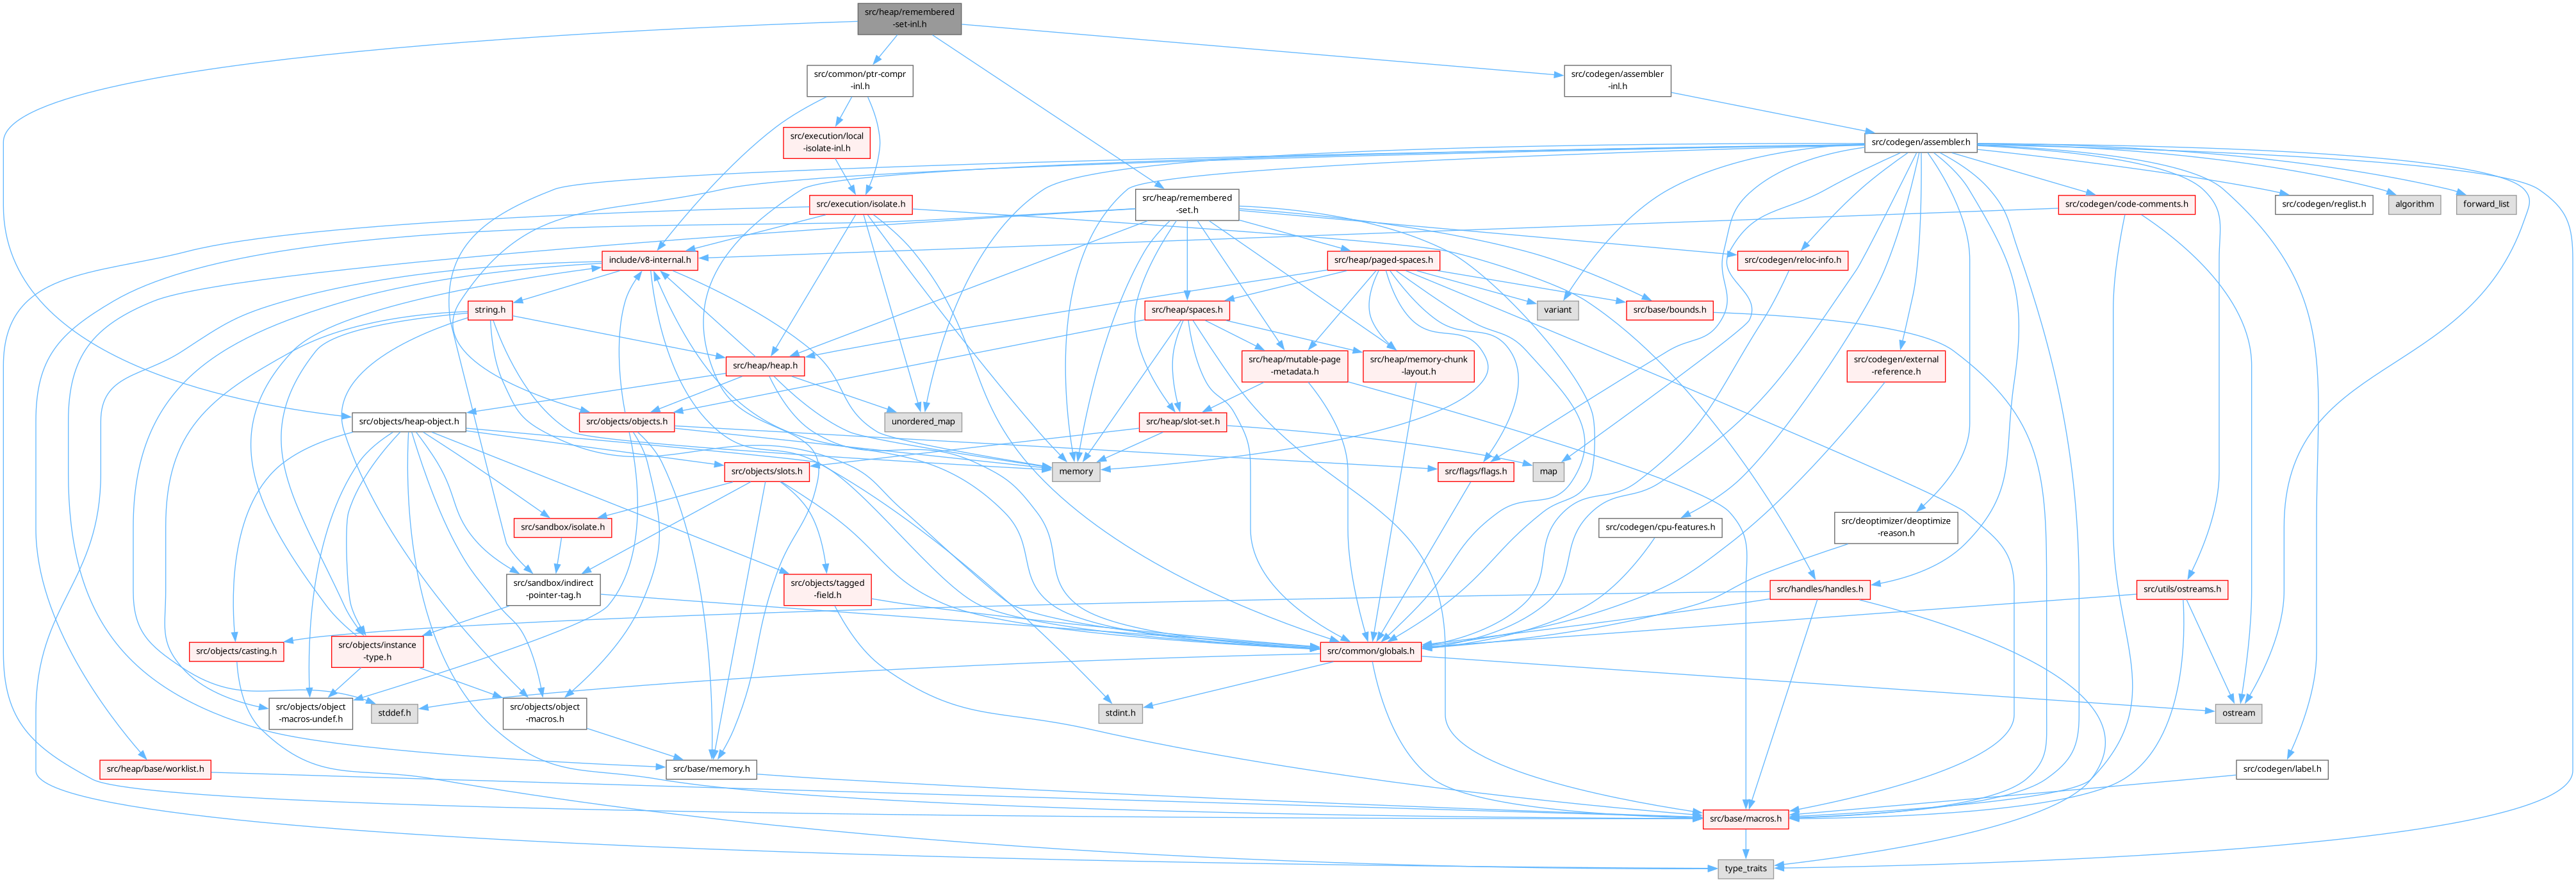 src/heap/remembered
-set-inl.h
src/common/ptr-compr
-inl.h
src/codegen/assembler
-inl.h
src/execution/local
-isolate-inl.h
src/codegen/assembler.h
src/execution/isolate.h
src/heap/remembered
-set.h
src/codegen/code-comments.h
src/codegen/reglist.h
algorithm
forward_list
include/v8-internal.h
src/heap/paged-spaces.h
src/codegen/reloc-info.h
string.h
src/heap/spaces.h
variant
src/base/bounds.h
src/heap/heap.h
src/heap/mutable-page
-metadata.h
src/heap/memory-chunk
-layout.h
src/codegen/external
-reference.h
src/objects/heap-object.h
src/objects/objects.h
unordered_map
src/heap/slot-set.h
src/objects/slots.h
memory
src/flags/flags.h
map
src/sandbox/isolate.h
src/codegen/cpu-features.h
src/deoptimizer/deoptimize
-reason.h
src/sandbox/indirect
-pointer-tag.h
src/objects/tagged
-field.h
src/handles/handles.h
src/utils/ostreams.h
src/objects/casting.h
src/objects/instance
-type.h
src/common/globals.h
src/objects/object
-macros-undef.h
stddef.h
src/objects/object
-macros.h
stdint.h
ostream
src/heap/base/worklist.h
src/base/memory.h
src/codegen/label.h
src/base/macros.h
type_traits